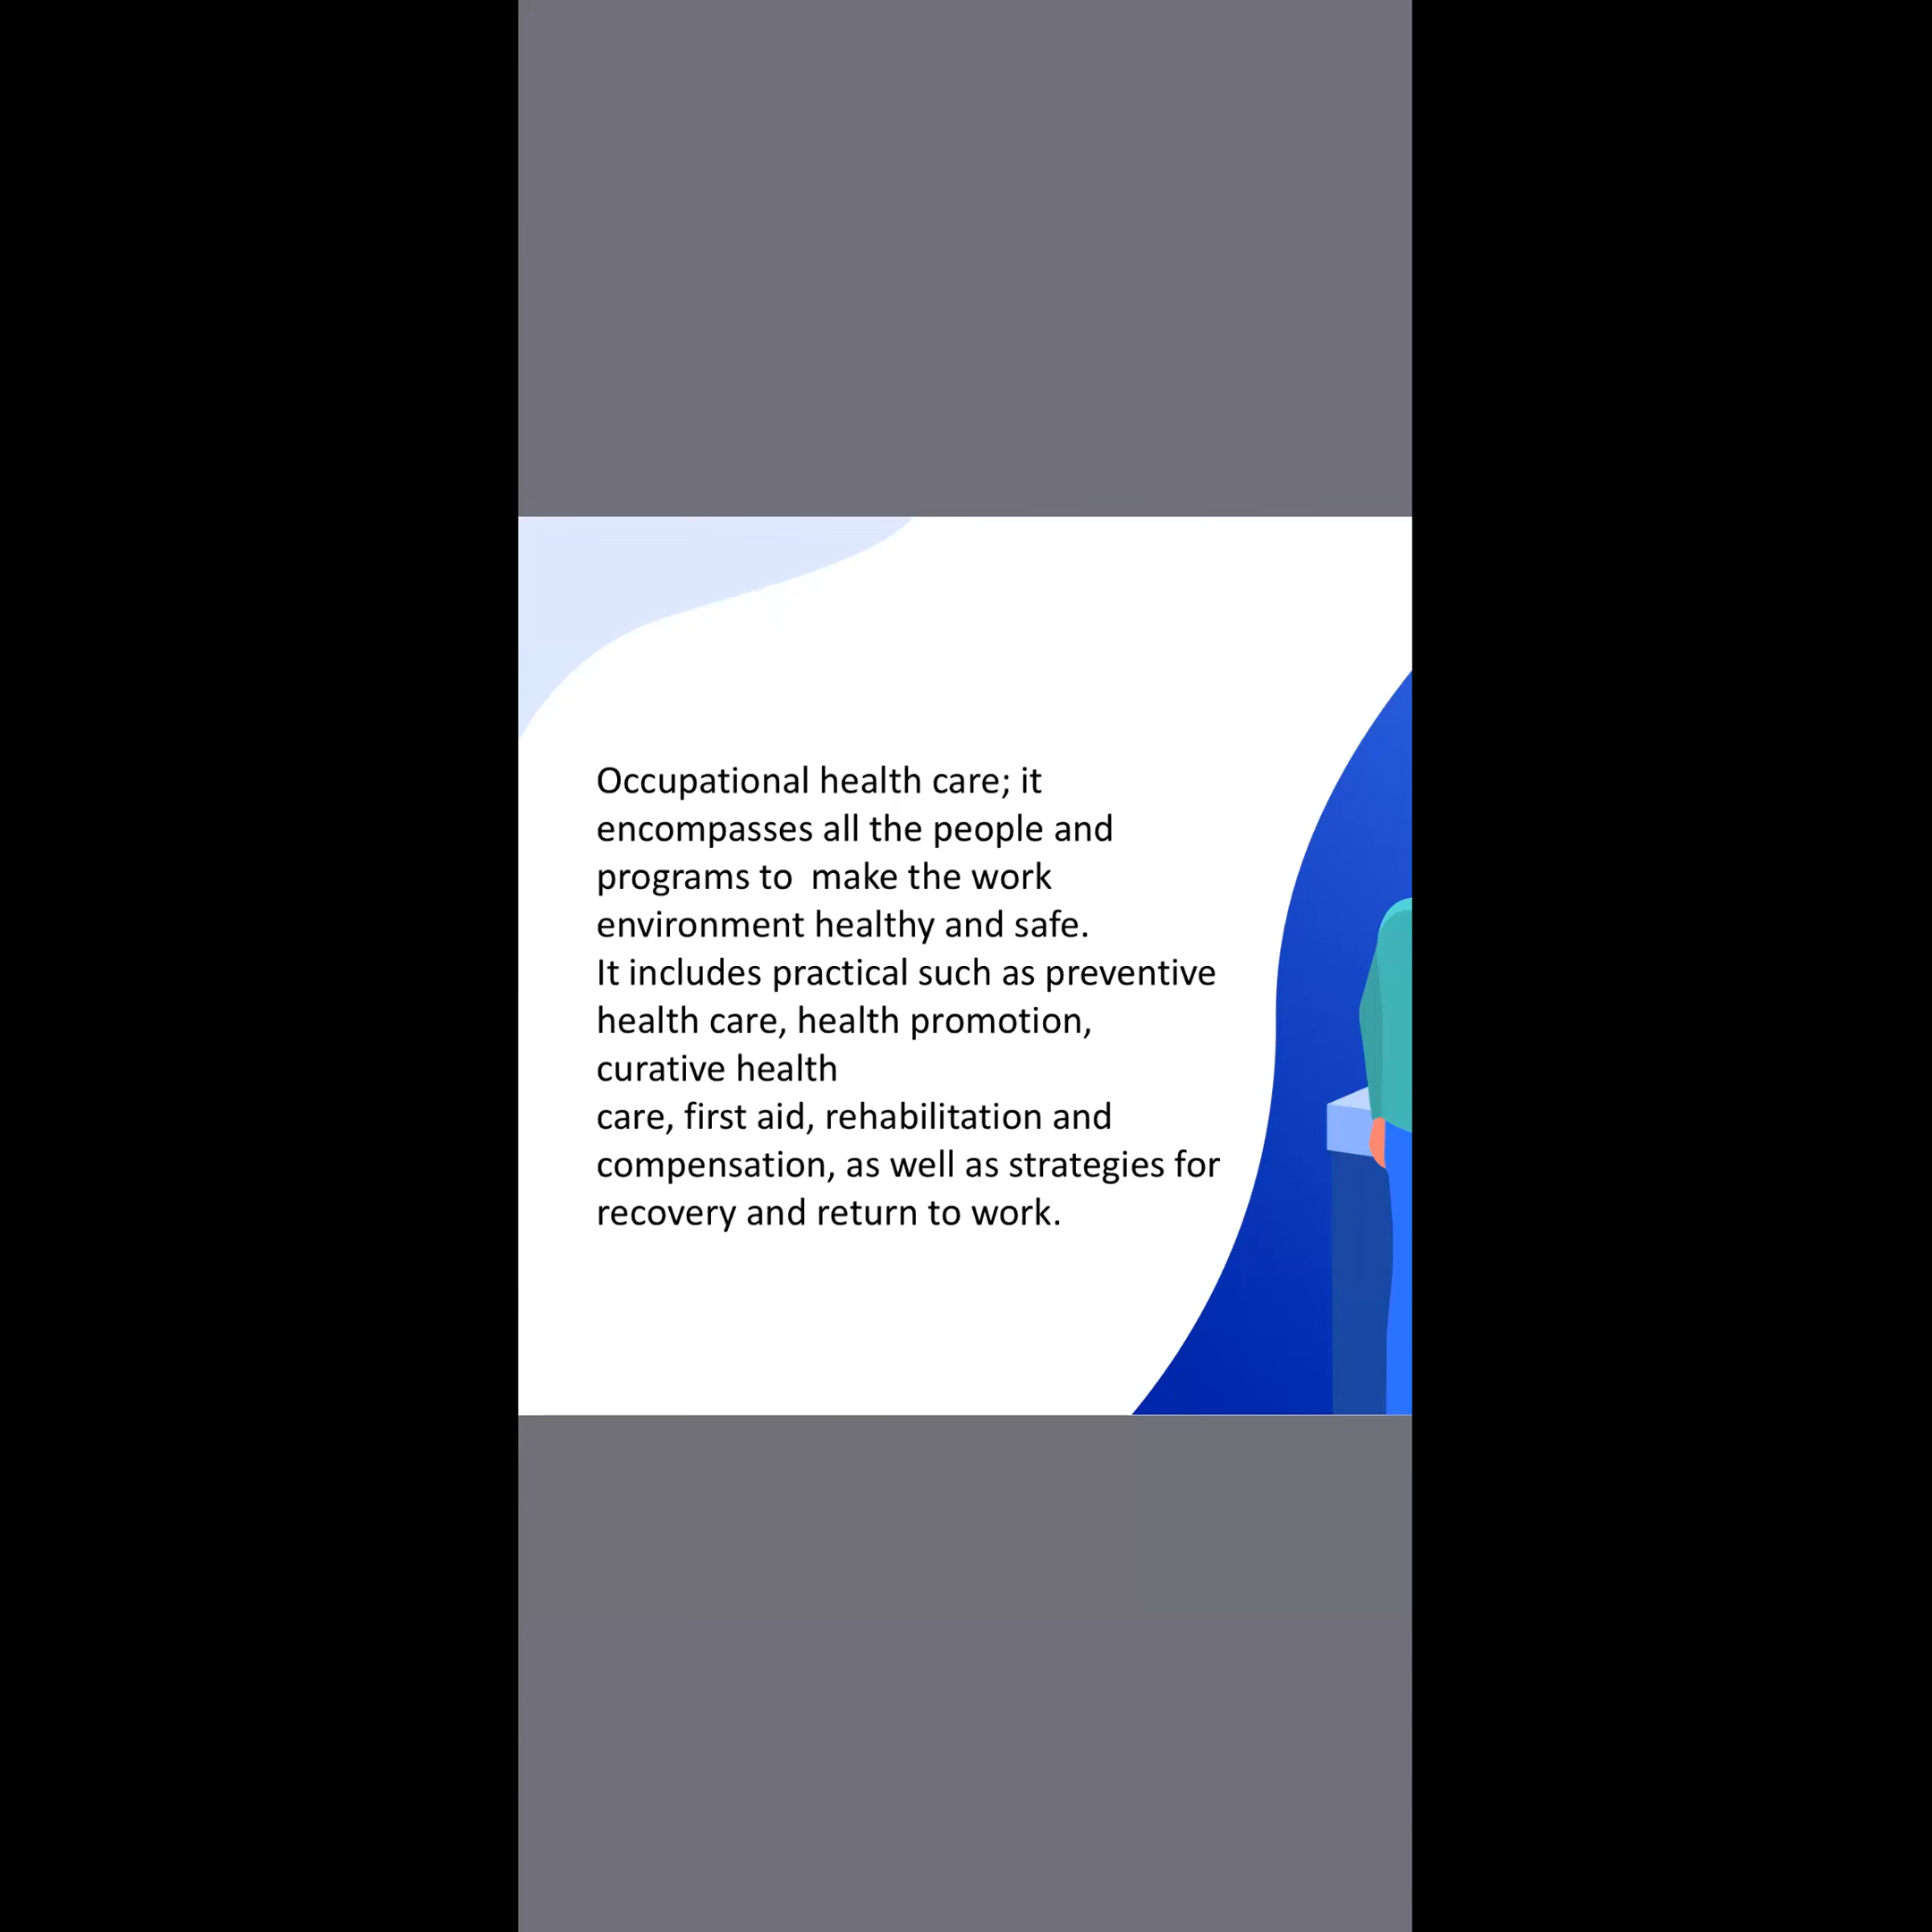 Occupational health care; it
encompasses all the people and
programs to  make the work
environment healthy and safe.
It includes practical such as preventive
health care, health promotion,
curative health
care, first aid, rehabilitation and
compensation, as well as strategies for
recovery and return to work.